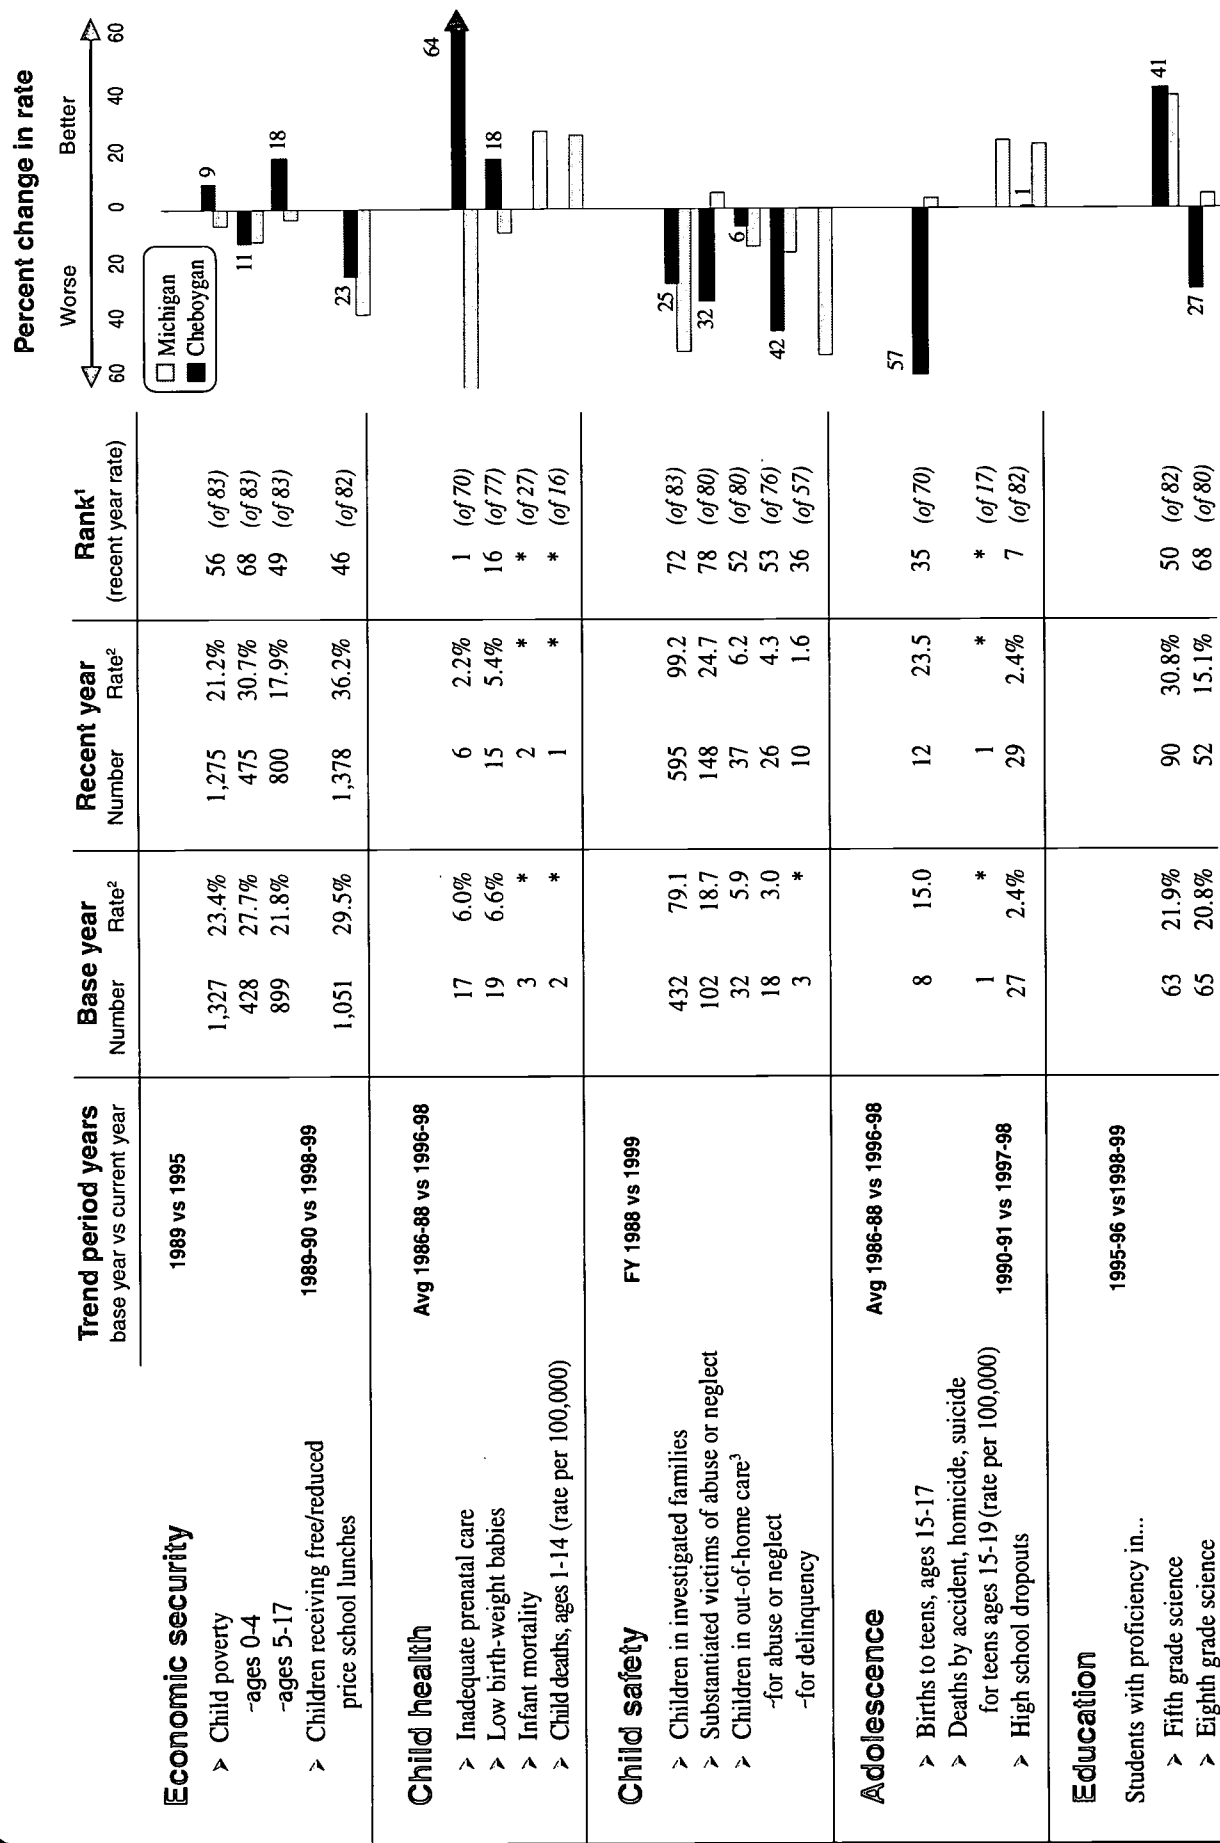 Percent change in rate
Worse Better
60 40 20 0 20 40 60
Michigan
Cheboygan
Trend period years Base year Recent year Rank¹
base year vs current year Number Rate² Number Rate² (recent year rate)
Economic security
1989 vs 1995
➤ Child poverty 1,327 23.4% 1,275 21.2% 56 (of 83) 9
-ages 0-4 428 27.7% 475 30.7% 68 (of 83) 11
-ages 5-17 899 21.8% 800 17.9% 49 (of 83) 18
➤ Children receiving free/reduced 1989-90 vs 1998-99
price school lunches 1,051 29.5% 1,378 36.2% 46 (of 82) 23
Child health
Avg 1986-88 vs 1996-98
➤ Inadequate prenatal care 17 6.0% 6 2.2% 1 (of 70) 64
➤ Low birth-weight babies 19 6.6% 15 5.4% 16 (of 77) 18
➤ Infant mortality 3 * 2 * * (of 27)
➤ Child deaths, ages 1-14 (rate per 100,000) 2 * 1 * * (of 16)
Child safety
FY 1988 vs 1999
➤ Children in investigated families 432 79.1 595 99.2 72 (of 83) 25
➤ Substantiated victims of abuse or neglect 102 18.7 148 24.7 78 (of 80) 32
➤ Children in out-of-home care³ 32 5.9 37 6.2 52 (of 80) 6
-for abuse or neglect 18 3.0 26 4.3 53 (of 76) 42
-for delinquency 3 * 10 1.6 36 (of 57)
Adolescence
Avg 1986-88 vs 1996-98
➤ Births to teens, ages 15-17 8 15.0 12 23.5 35 (of 70) 57
➤ Deaths by accident, homicide, suicide
for teens ages 15-19 (rate per 100,000) 1 * 1 * * (of 17)
➤ High school dropouts 1990-91 vs 1997-98 27 2.4% 29 2.4% 7 (of 82) 1
Education
1995-96 vs1998-99
Students with proficiency in...
➤ Fifth grade science 63 21.9% 90 30.8% 50 (of 82) 41
➤ Eighth grade science 65 20.8% 52 15.1% 68 (of 80) 27